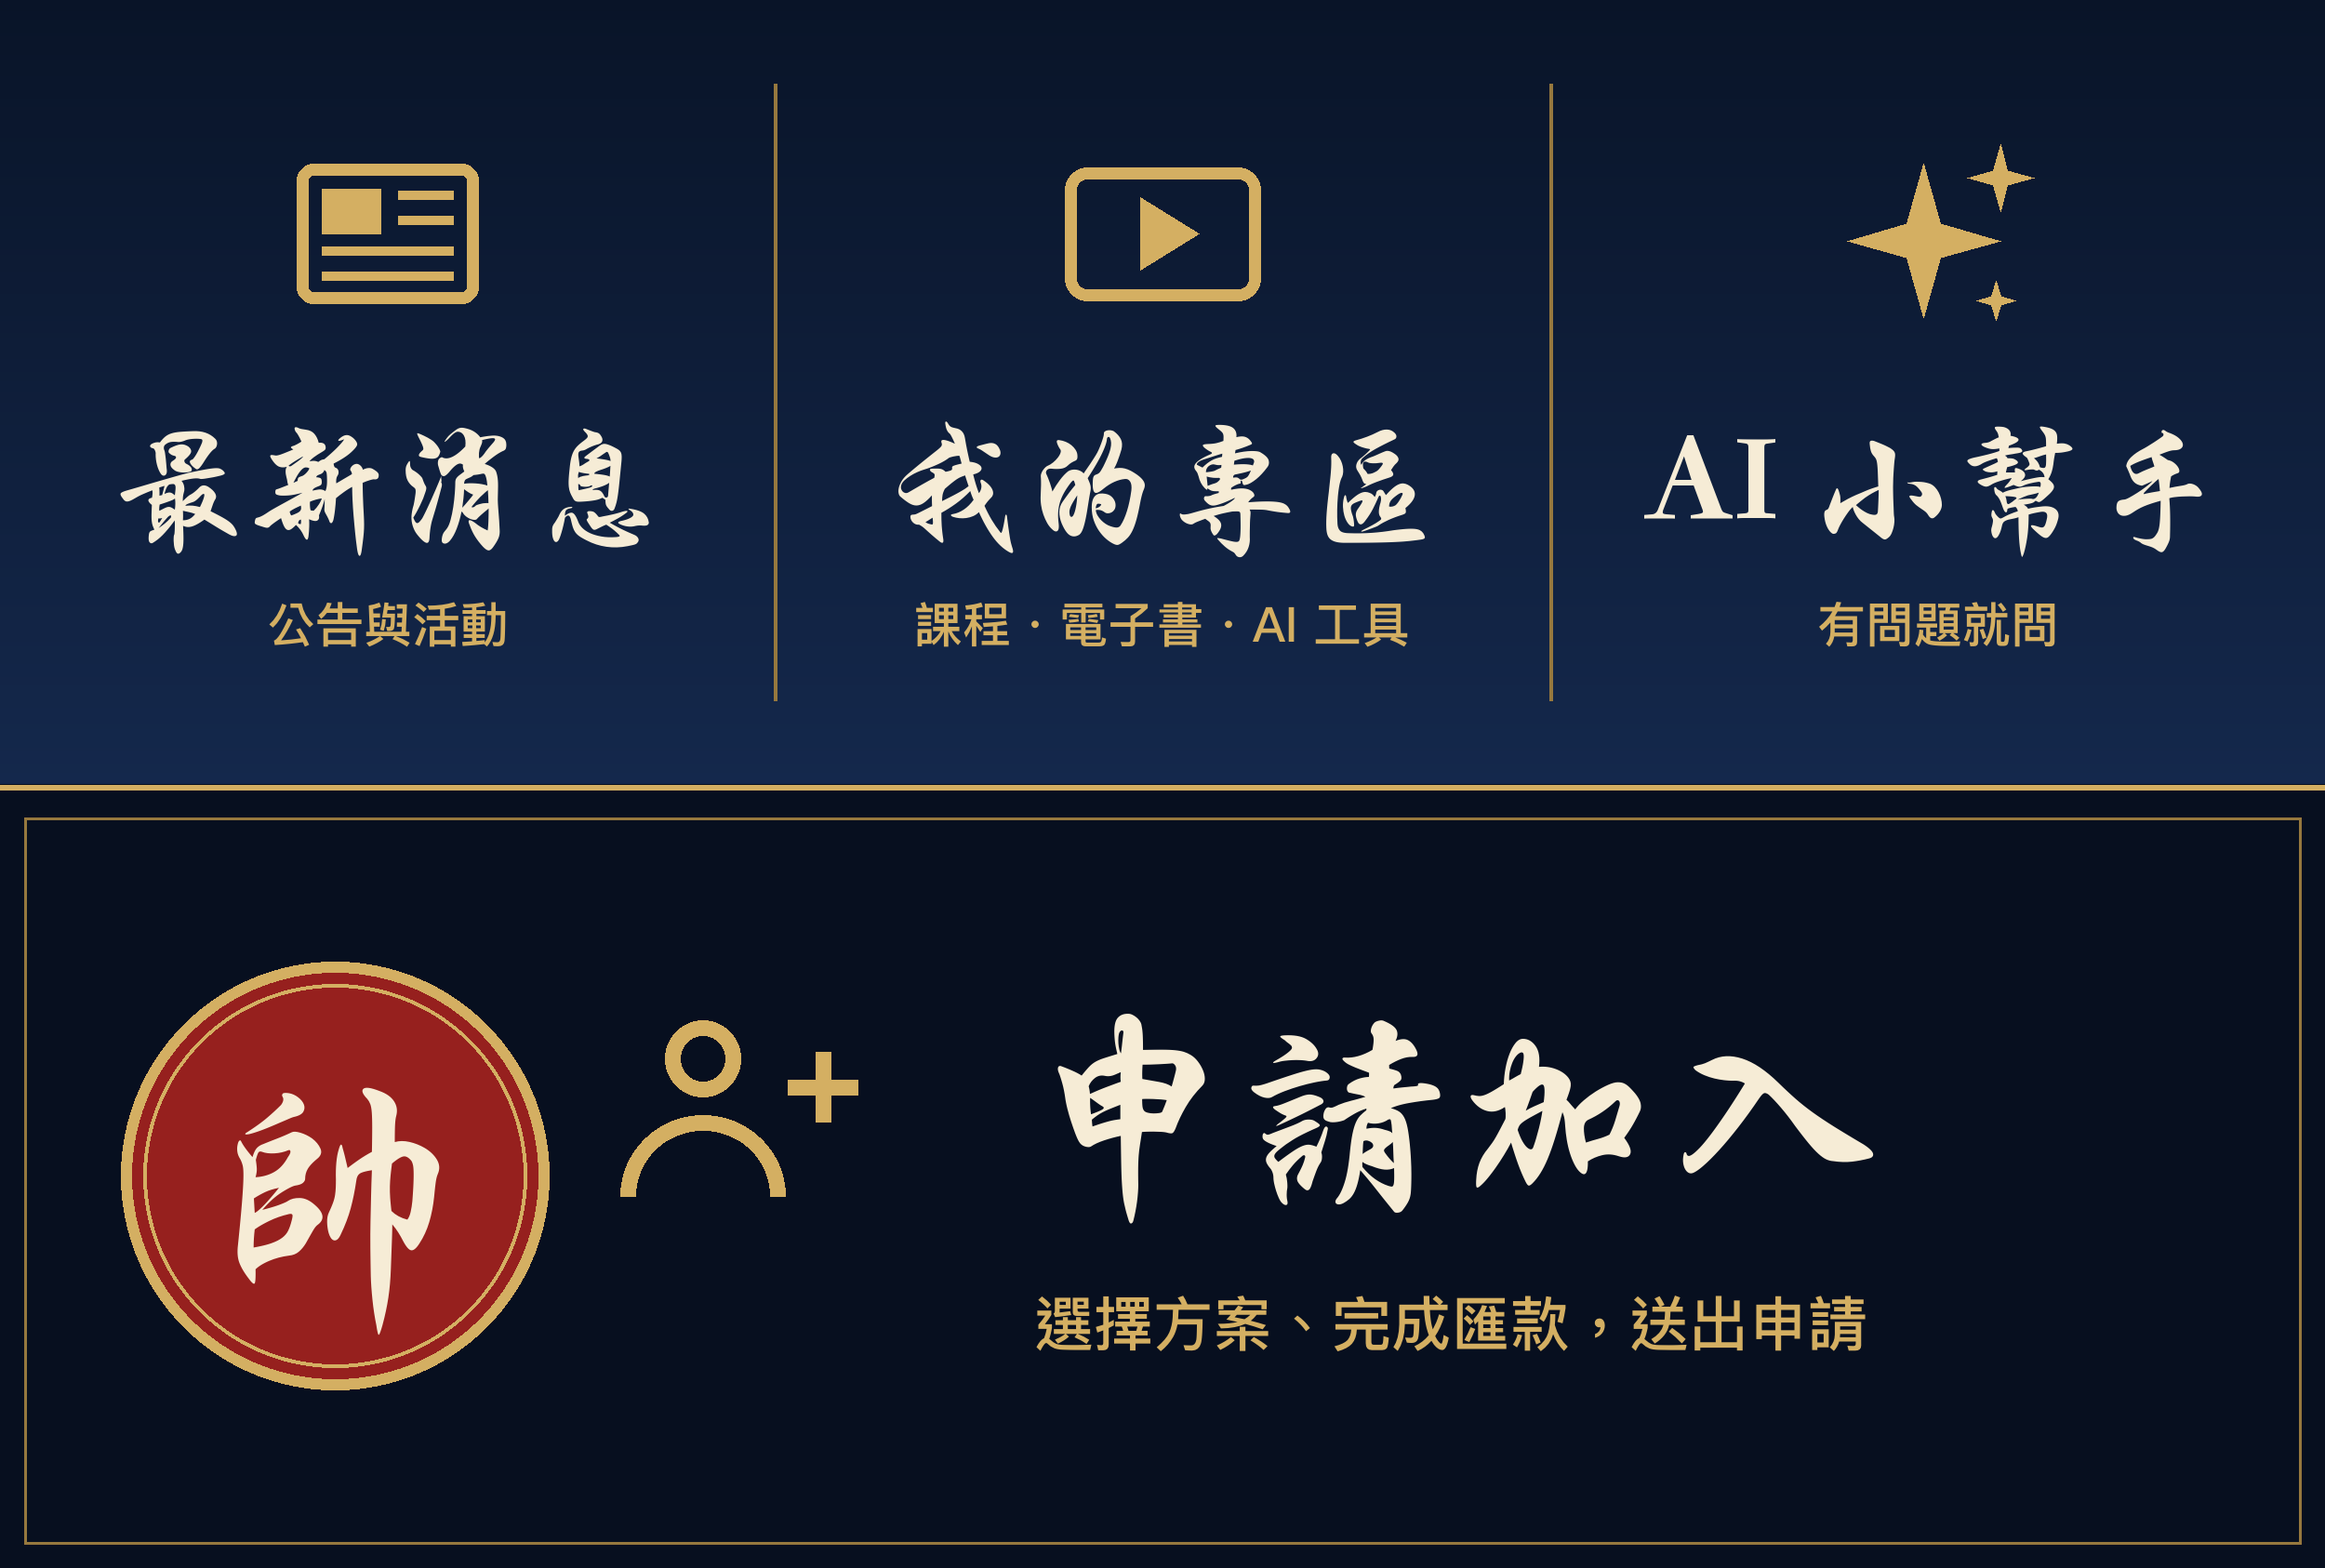 最新消息
公告與活動
我的專區
課程・電子書・AI 工具
AI 小幫手
有問題就問
帥
申請加入
選擇方案、完成匯款，送出申請